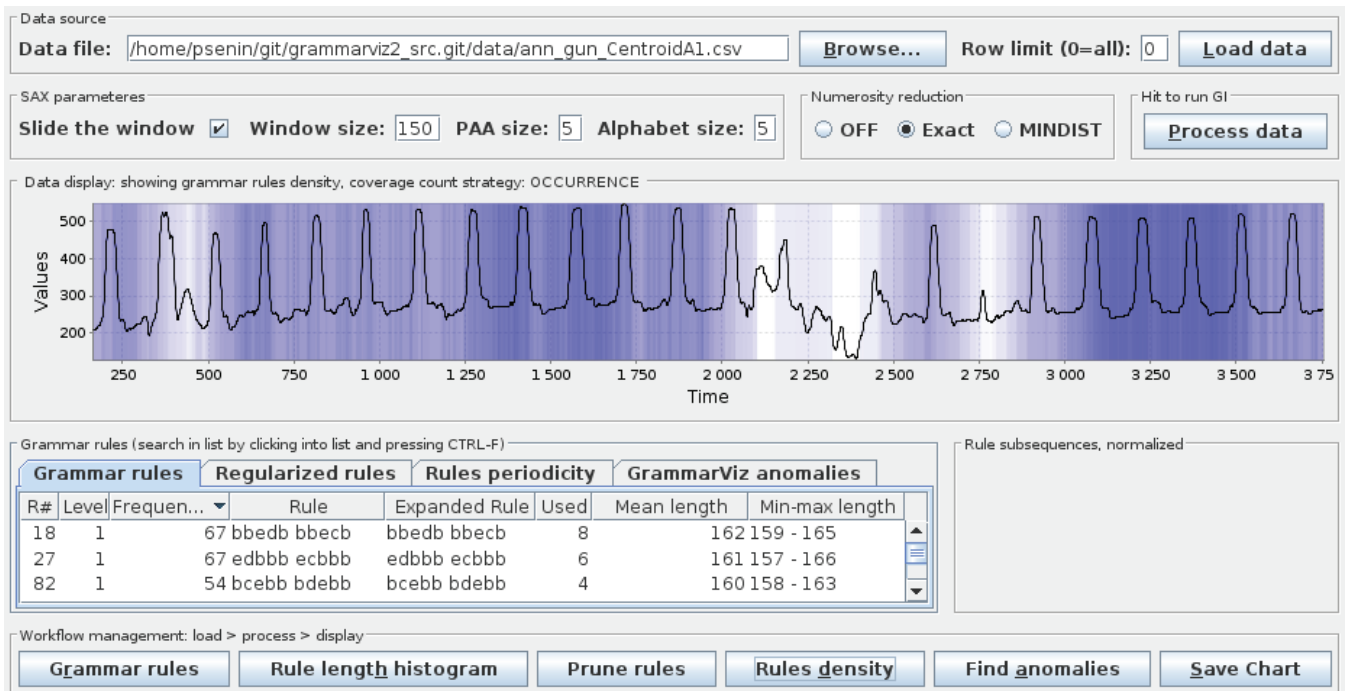 Data source
Data file: /home/psenin/git/grammarviz2_src.git/data/ann_gun_CentroidA1.csv Browse... Row limit (0=all): 0 Load data
SAX parameteres Numerosity reduction Hit to run GI
Slide the window Window size: 150 PAA size: 5 Alphabet size: 5 OFF Exact MINDIST Process data
Data display: showing grammar rules density, coverage count strategy: OCCURRENCE
Values
500
400
300
200
250 500 750 1 000 1 250 1 500 1 750 2 000 2 250 2 500 2 750 3 000 3 250 3 500 3 75
Time
Grammar rules (search in list by clicking into list and pressing CTRL-F) Rule subsequences, normalized
Grammar rules Regularized rules Rules periodicity GrammarViz anomalies
R# Level Frequen... Rule Expanded Rule Used Mean length Min-max length
18 1 67 bbedb bbecb bbedb bbecb 8 162 159 - 165
27 1 67 edbbb ecbbb edbbb ecbbb 6 161 157 - 166
82 1 54 bcebb bdebb bcebb bdebb 4 160 158 - 163
Workflow management: load > process > display
Grammar rules Rule length histogram Prune rules Rules density Find anomalies Save Chart